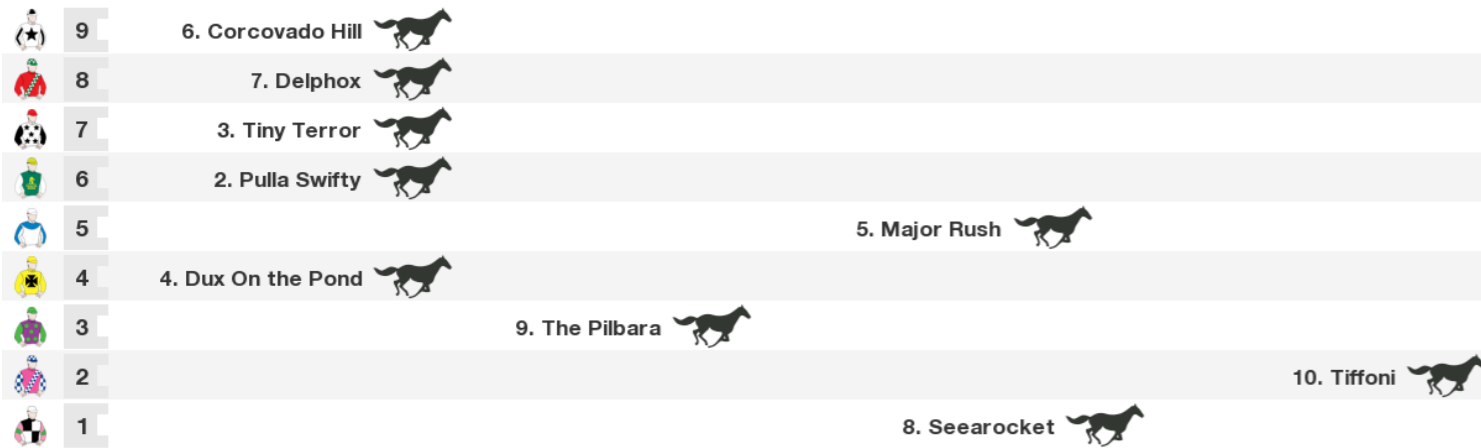 9 6. Corcovado Hill
8 7. Delphox
7 3. Tiny Terror
6 2. Pulla Swifty
5 5. Major Rush
4 4. Dux On the Pond
3 9. The Pilbara
2 10. Tiffoni
1 8. Seearocket